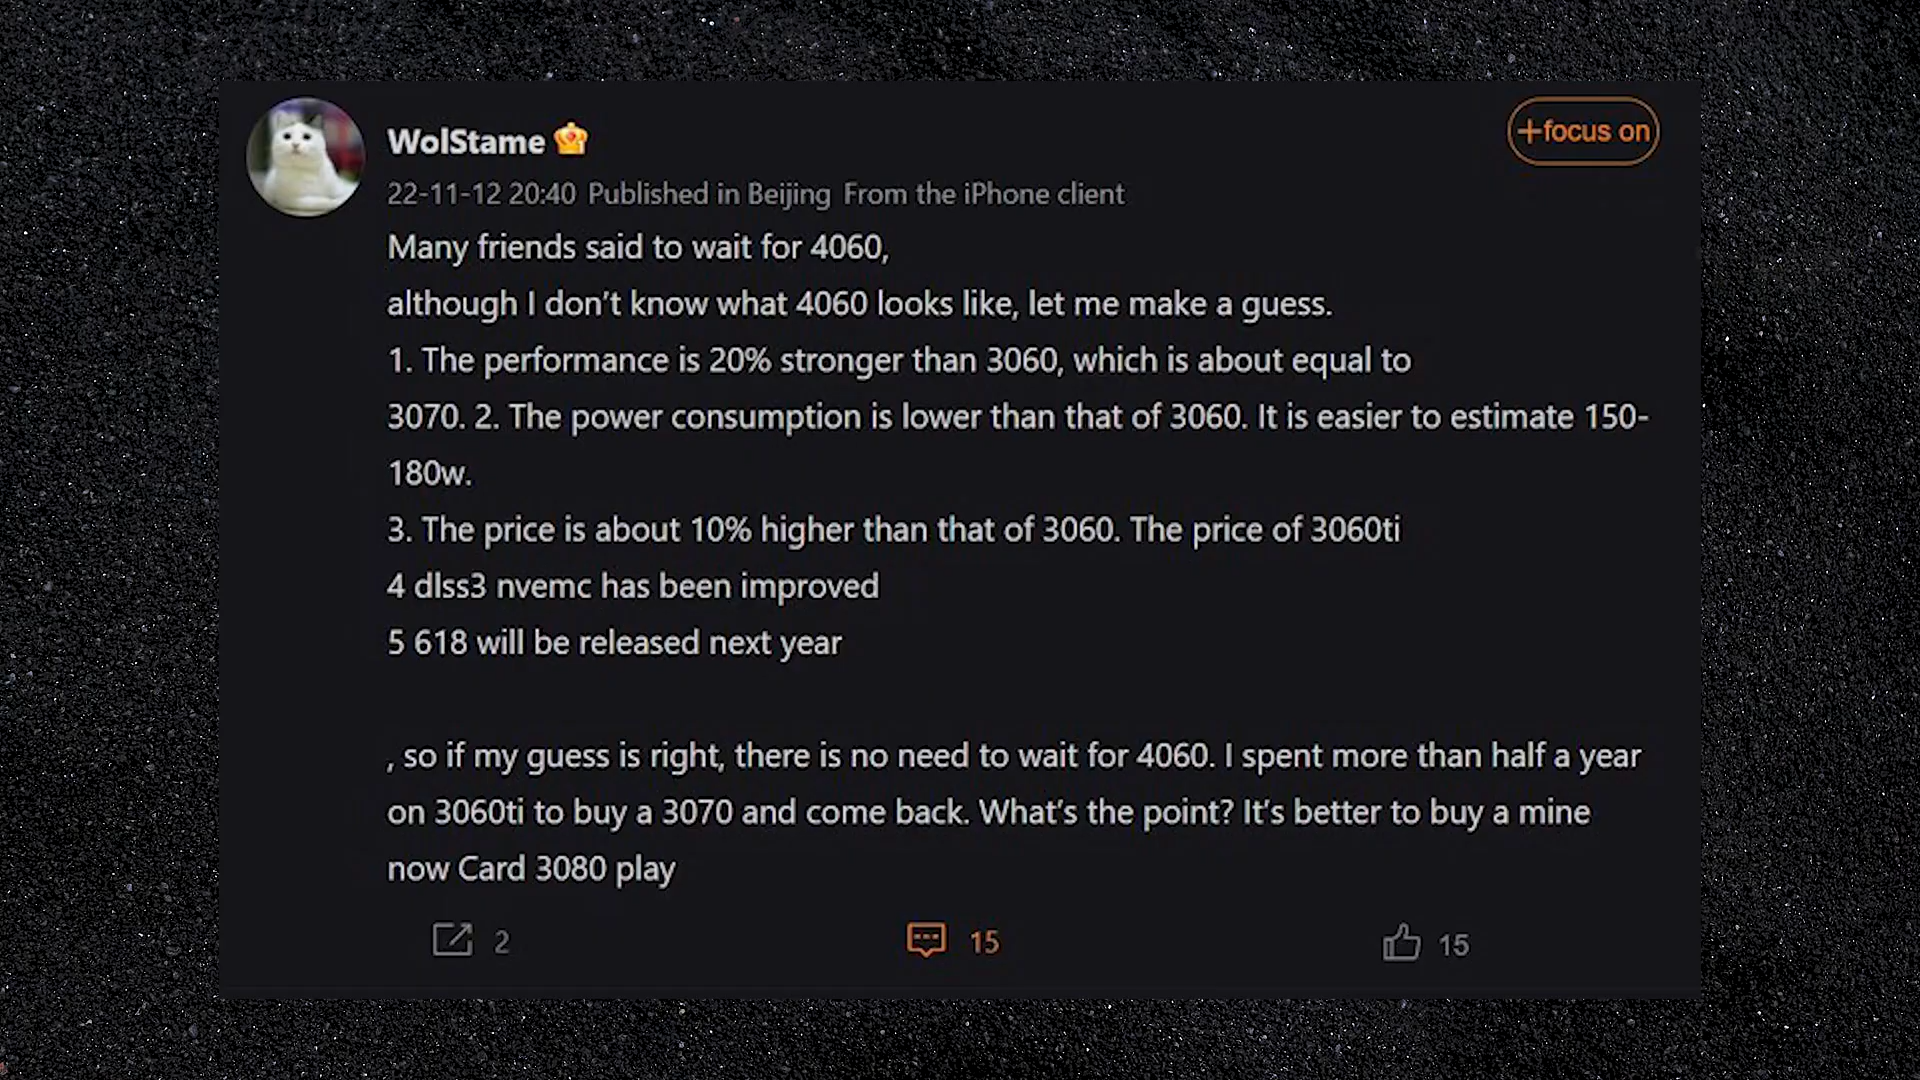 WolStame
+focus on
22-11-12 20:40 Published in Beijing From the iPhone client
Many friends said to wait for 4060,
although I don’t know what 4060 looks like, let me make a guess.
1. The performance is 20% stronger than 3060, which is about equal to
3070. 2. The power consumption is lower than that of 3060. It is easier to estimate 150-
180w.
3. The price is about 10% higher than that of 3060. The price of 3060ti
4 dlss3 nvemc has been improved
5 618 will be released next year
, so if my guess is right, there is no need to wait for 4060. I spent more than half a year
on 3060ti to buy a 3070 and come back. What’s the point? It’s better to buy a mine
now Card 3080 play
2
15
15